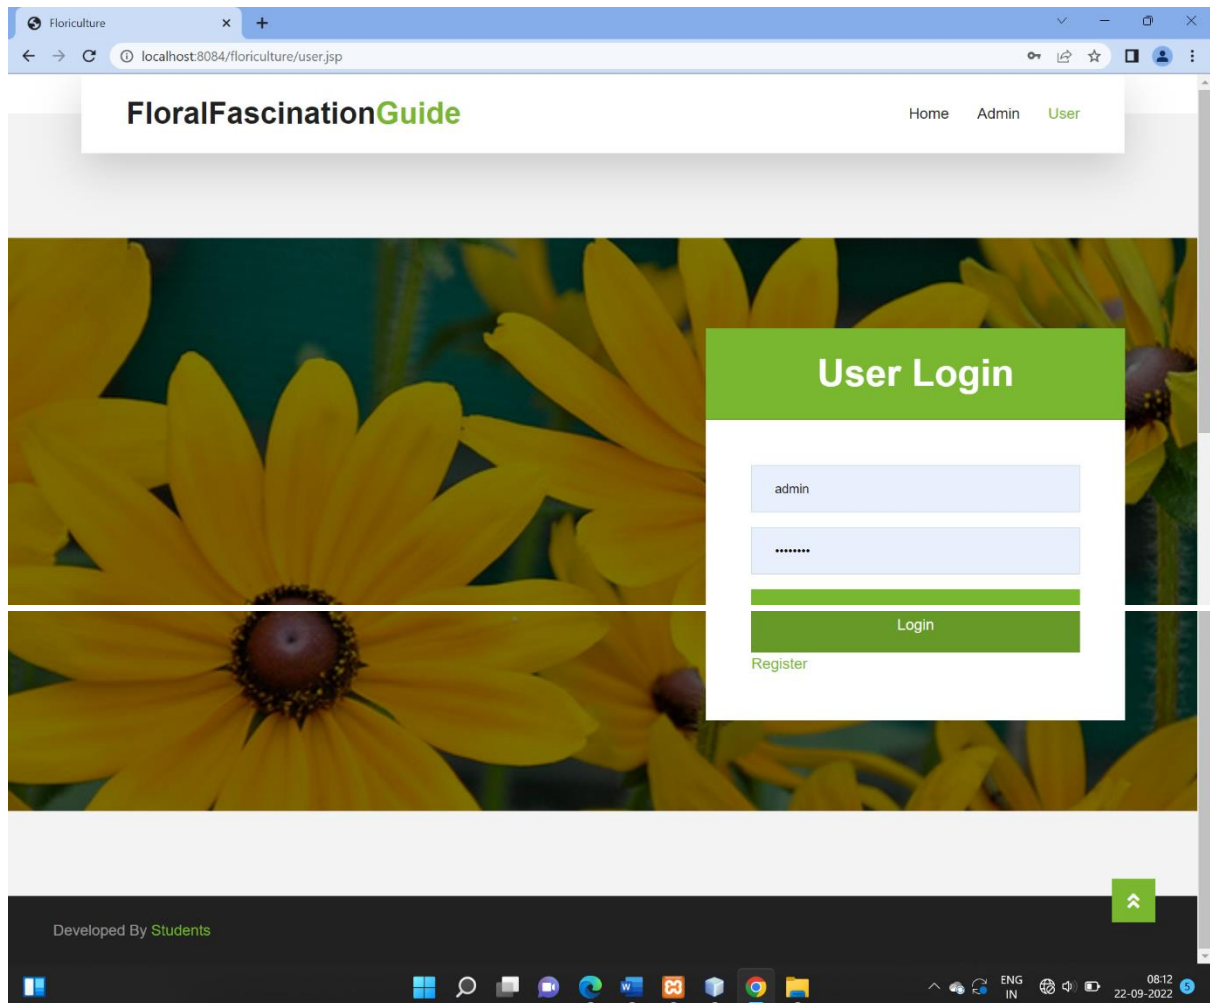 Floriculture
localhost:8084/floriculture/user.jsp
FloralFascinationGuide
Home Admin User
User Login
admin
••••••••
Login
Register
Developed By Students
ENG
IN
08:12
22-09-2022
5